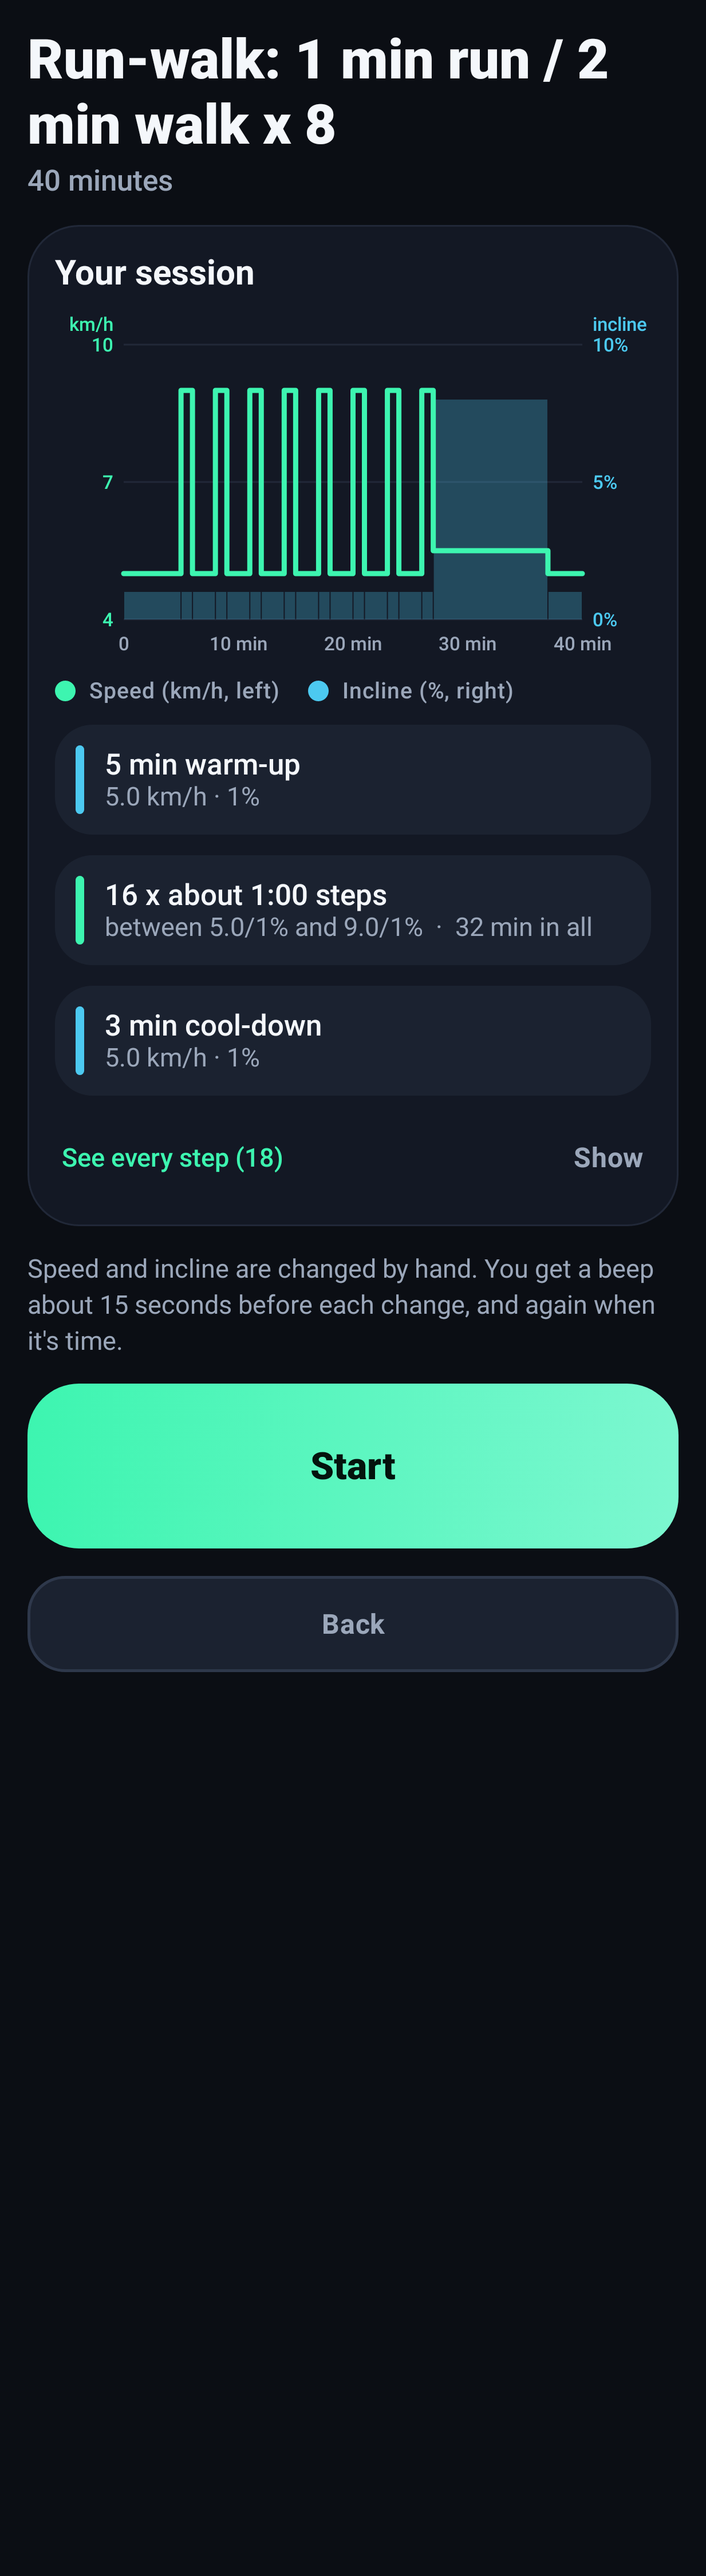 Run-walk: 1 min run / 2
min walk x 8
40 minutes
Your session
km/h
incline
10
10%
7
5%
4
0%
0
10 min
20 min
30 min
40 min
Speed (km/h, left)
Incline (%, right)
5 min warm-up
5.0 km/h · 1%
16 x about 1:00 steps
between 5.0/1% and 9.0/1% · 32 min in all
3 min cool-down
5.0 km/h · 1%
See every step (18)
Show
Speed and incline are changed by hand. You get a beep
about 15 seconds before each change, and again when
it's time.
Start
Back